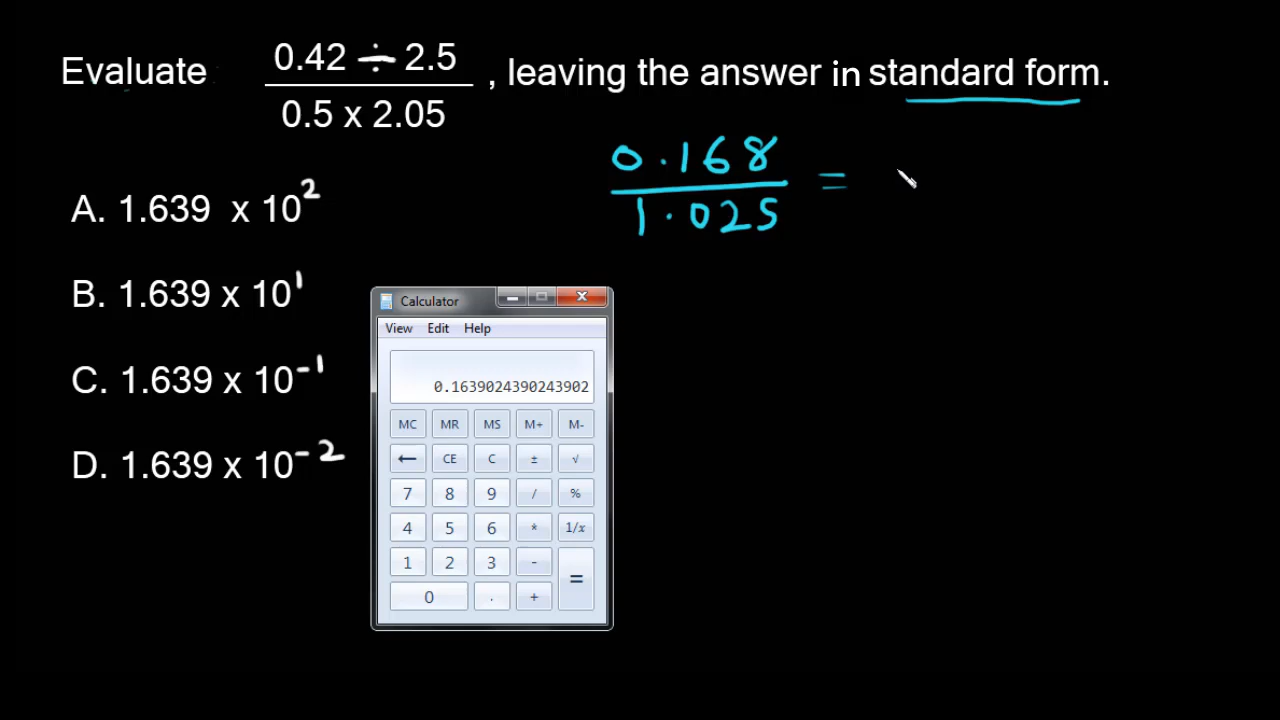 Evaluate 0.42 ÷ 2.5 , leaving the answer in standard form.
0.5 x 2.05
0.168 =
1.025
A. 1.639 x 10²
B. 1.639 x 10¹
C. 1.639 x 10⁻¹
D. 1.639 x 10⁻²
Calculator
View Edit Help
0.1639024390243902
MC MR MS M+ M-
← CE C ± √
7 8 9 / %
4 5 6 * 1/x
1 2 3 - =
0 . +